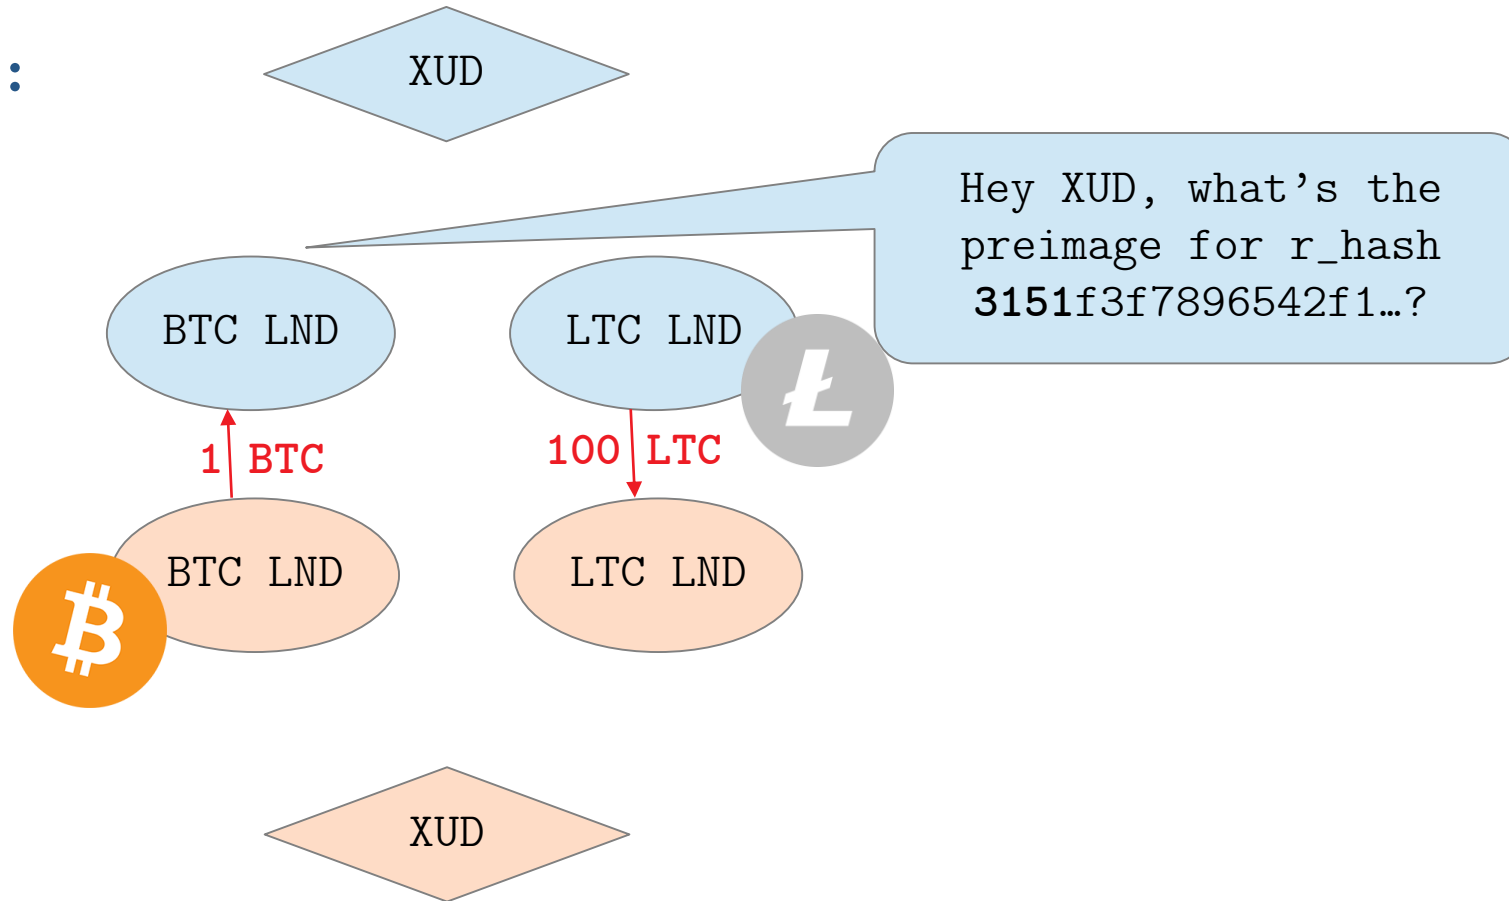 :
XUD
Hey XUD, what’s the
preimage for r_hash
3151f3f7896542f1…?
BTC LND
LTC LND
1 BTC
100 LTC
BTC LND
LTC LND
XUD